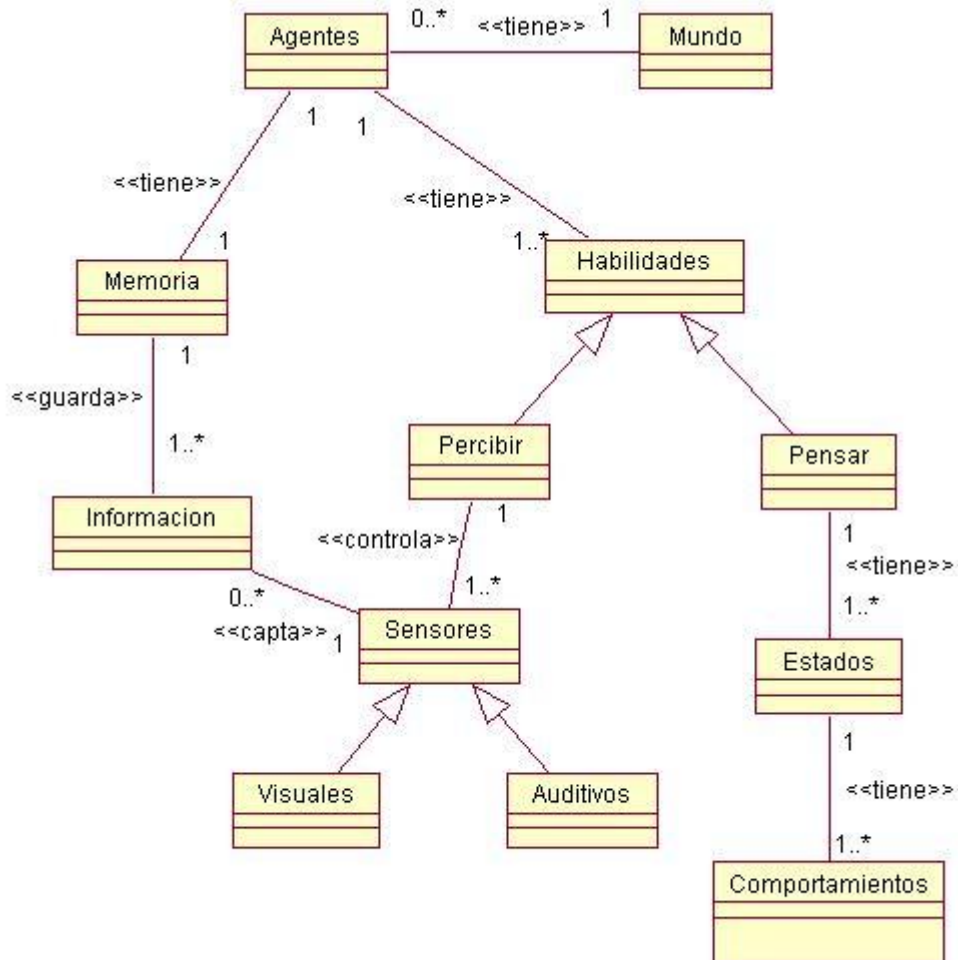 Agentes
0..*
<<tiene>>
1
Mundo
1
1
<<tiene>>
<<tiene>>
1
1..*
Memoria
Habilidades
1
<<guarda>>
1..*
Percibir
Pensar
Informacion
1
<<controla>>
1
<<tiene>>
0..*
1..*
1..*
<<capta>>
1
Sensores
Estados
1
Visuales
Auditivos
<<tiene>>
1..*
Comportamientos